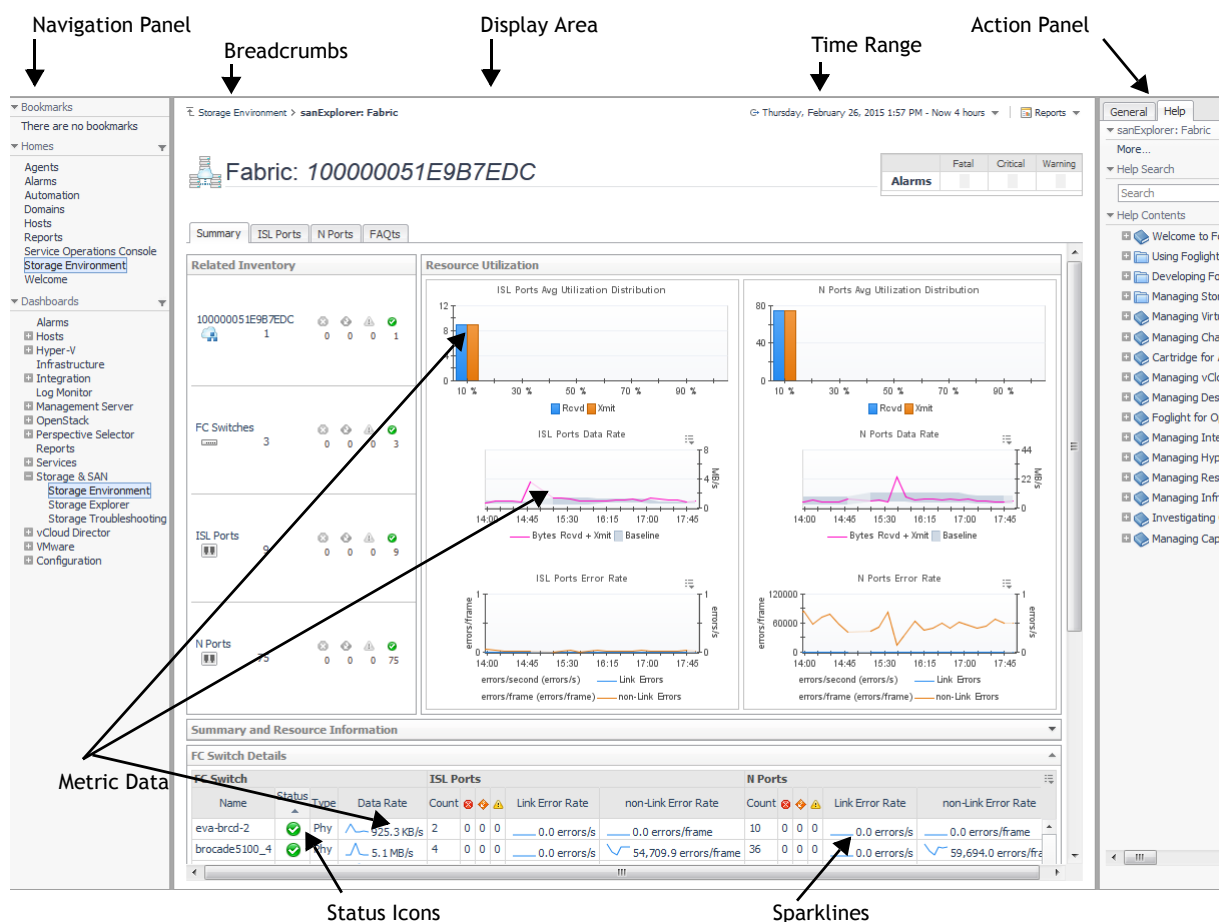 Navigation Panel
Breadcrumbs
Display Area
Time Range
Action Panel
Bookmarks
There are no bookmarks
Homes
Agents
Alarms
Automation
Domains
Hosts
Reports
Service Operations Console
Storage Environment
Welcome
Dashboards
Alarms
Hosts
Hyper-V
Infrastructure
Integration
Log Monitor
Management Server
OpenStack
Perspective Selector
Reports
Services
Storage & SAN
Storage Environment
Storage Explorer
Storage Troubleshooting
vCloud Director
VMware
Configuration
Storage Environment > sanExplorer: Fabric
Thursday, February 26, 2015 1:57 PM - Now 4 hours
Reports
Fabric: 100000051E9B7EDC
Fatal Critical Warning
Alarms
Summary ISL Ports N Ports FAQts
Related Inventory
100000051E9B7EDC
1 0 0 0 1
FC Switches
3 0 0 0 3
ISL Ports
9 0 0 0 9
N Ports
75 0 0 0 75
Resource Utilization
ISL Ports Avg Utilization Distribution
12
8
4
0
10 % 30 % 50 % 70 % 90 %
Rcvd Xmit
N Ports Avg Utilization Distribution
80
40
0
10 % 30 % 50 % 70 % 90 %
Rcvd Xmit
ISL Ports Data Rate
8
4
0
MB/s
14:00 14:45 15:30 16:15 17:00 17:45
Bytes Rcvd + Xmit Baseline
N Ports Data Rate
44
22
0
MB/s
14:00 14:45 15:30 16:15 17:00 17:45
Bytes Rcvd + Xmit Baseline
ISL Ports Error Rate
errors/frame
1
0
1
0
errors/s
14:00 14:45 15:30 16:15 17:00 17:45
errors/second (errors/s) Link Errors
errors/frame (errors/frame) non-Link Errors
N Ports Error Rate
errors/frame
120000
60000
0
1
0
errors/s
14:00 14:45 15:30 16:15 17:00 17:45
errors/second (errors/s) Link Errors
errors/frame (errors/frame) non-Link Errors
Summary and Resource Information
FC Switch Details
FC Switch ISL Ports N Ports
Name Status Type Data Rate Count Link Error Rate non-Link Error Rate Count Link Error Rate non-Link Error Rate
eva-brcd-2 Phy 925.3 KB/s 2 0 0 0 0.0 errors/s 0.0 errors/frame 10 0 0 0 0.0 errors/s 0.0 errors/frame
brocade5100_4 Phy 5.1 MB/s 4 0 0 0 0.0 errors/s 54,709.9 errors/frame 36 0 0 0 0.0 errors/s 59,694.0 errors/fra
General Help
sanExplorer: Fabric
More...
Help Search
Search
Help Contents
Welcome to Fo
Using Foglight
Developing Fo
Managing Stor
Managing Virtu
Managing Cha
Cartridge for
Managing vClo
Managing Des
Foglight for Op
Managing Inte
Managing Hyp
Managing Res
Managing Infr
Investigating
Managing Cap
Metric Data
Status Icons
Sparklines